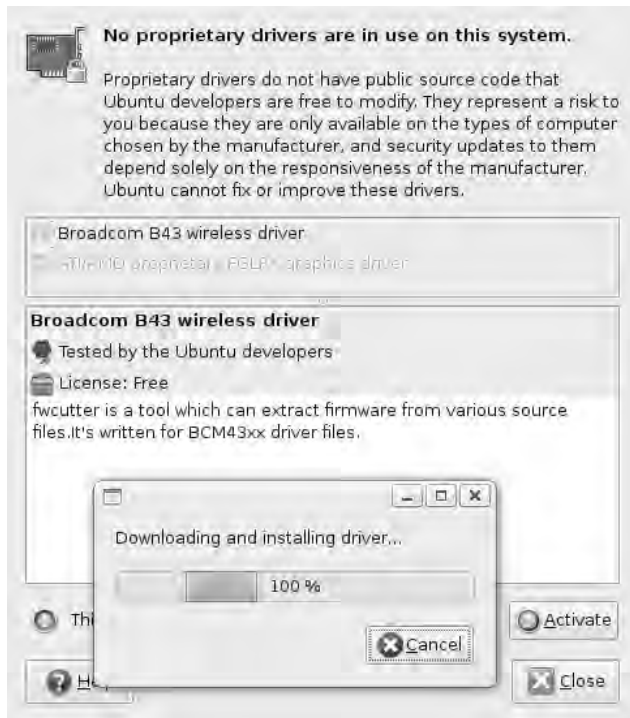 No proprietary drivers are in use on this system.
Proprietary drivers do not have public source code that
Ubuntu developers are free to modify. They represent a risk to
you because they are only available on the types of computer
chosen by the manufacturer, and security updates to them
depend solely on the responsiveness of the manufacturer.
Ubuntu cannot fix or improve these drivers.
Broadcom B43 wireless driver
proprietary FGLRX graphics driver
Broadcom B43 wireless driver
Tested by the Ubuntu developers
License: Free
fwcutter is a tool which can extract firmware from various source
files.It's written for BCM43xx driver files.
Downloading and installing driver...
100 %
Cancel
Activate
Close